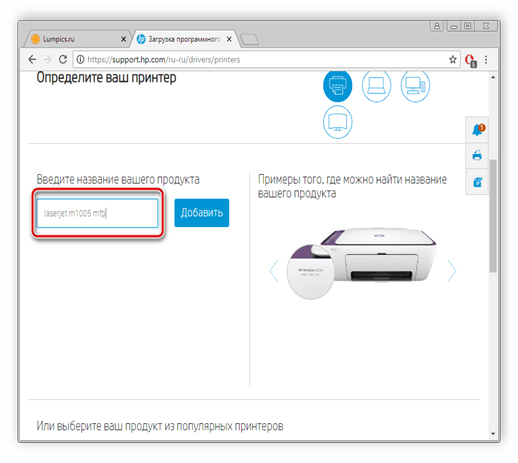 Lumpics.ru
Загрузка программного
https://support.hp.com/ru-ru/drivers/printers
Определите ваш принтер
Введите название вашего продукта
laserjet m1005 mfp
Добавить
Примеры того, где можно найти название
вашего продукта
Или выберите ваш продукт из популярных принтеров